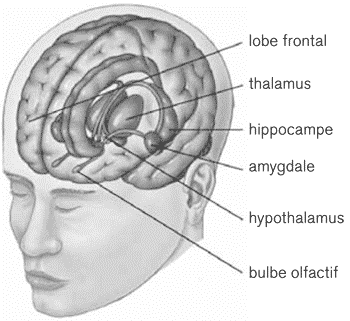 lobe frontal
thalamus
hippocampe
amygdale
hypothalamus
bulbe olfactif